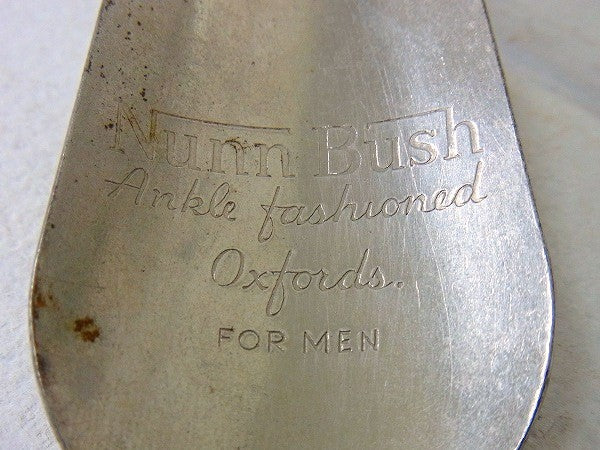 Nunn Bush
Ankle fashioned
Oxfords.
FOR MEN